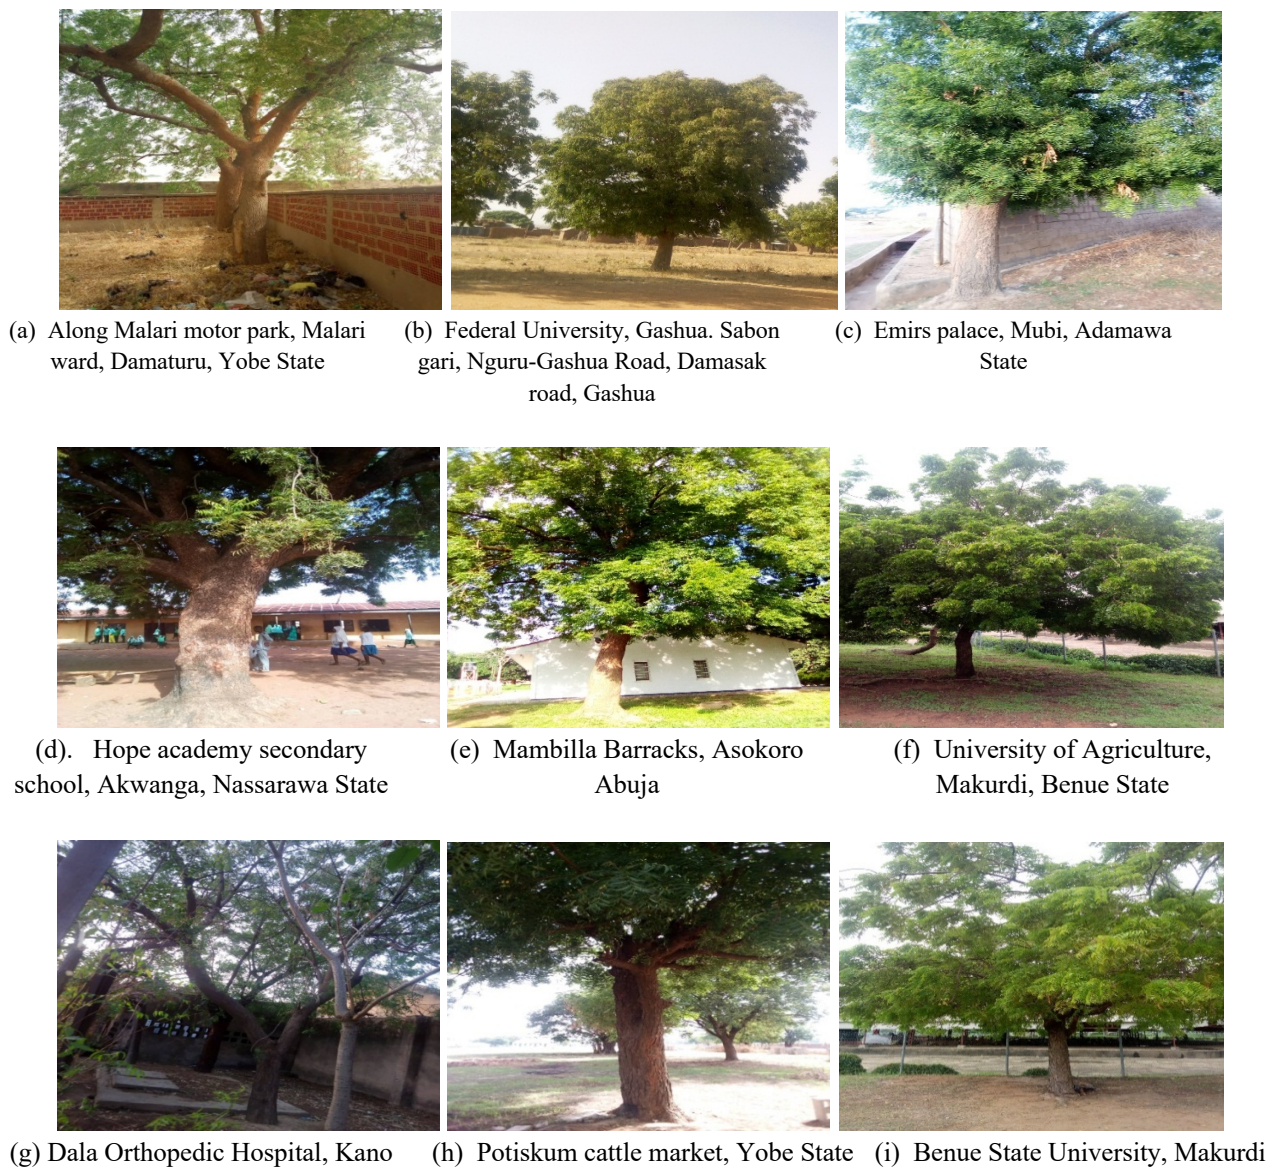 (a) Along Malari motor park, Malari
ward, Damaturu, Yobe State
(b) Federal University, Gashua. Sabon
gari, Nguru-Gashua Road, Damasak
road, Gashua
(c) Emirs palace, Mubi, Adamawa
State
(d). Hope academy secondary
school, Akwanga, Nassarawa State
(e) Mambilla Barracks, Asokoro
Abuja
(f) University of Agriculture,
Makurdi, Benue State
(g) Dala Orthopedic Hospital, Kano
(h) Potiskum cattle market, Yobe State
(i) Benue State University, Makurdi